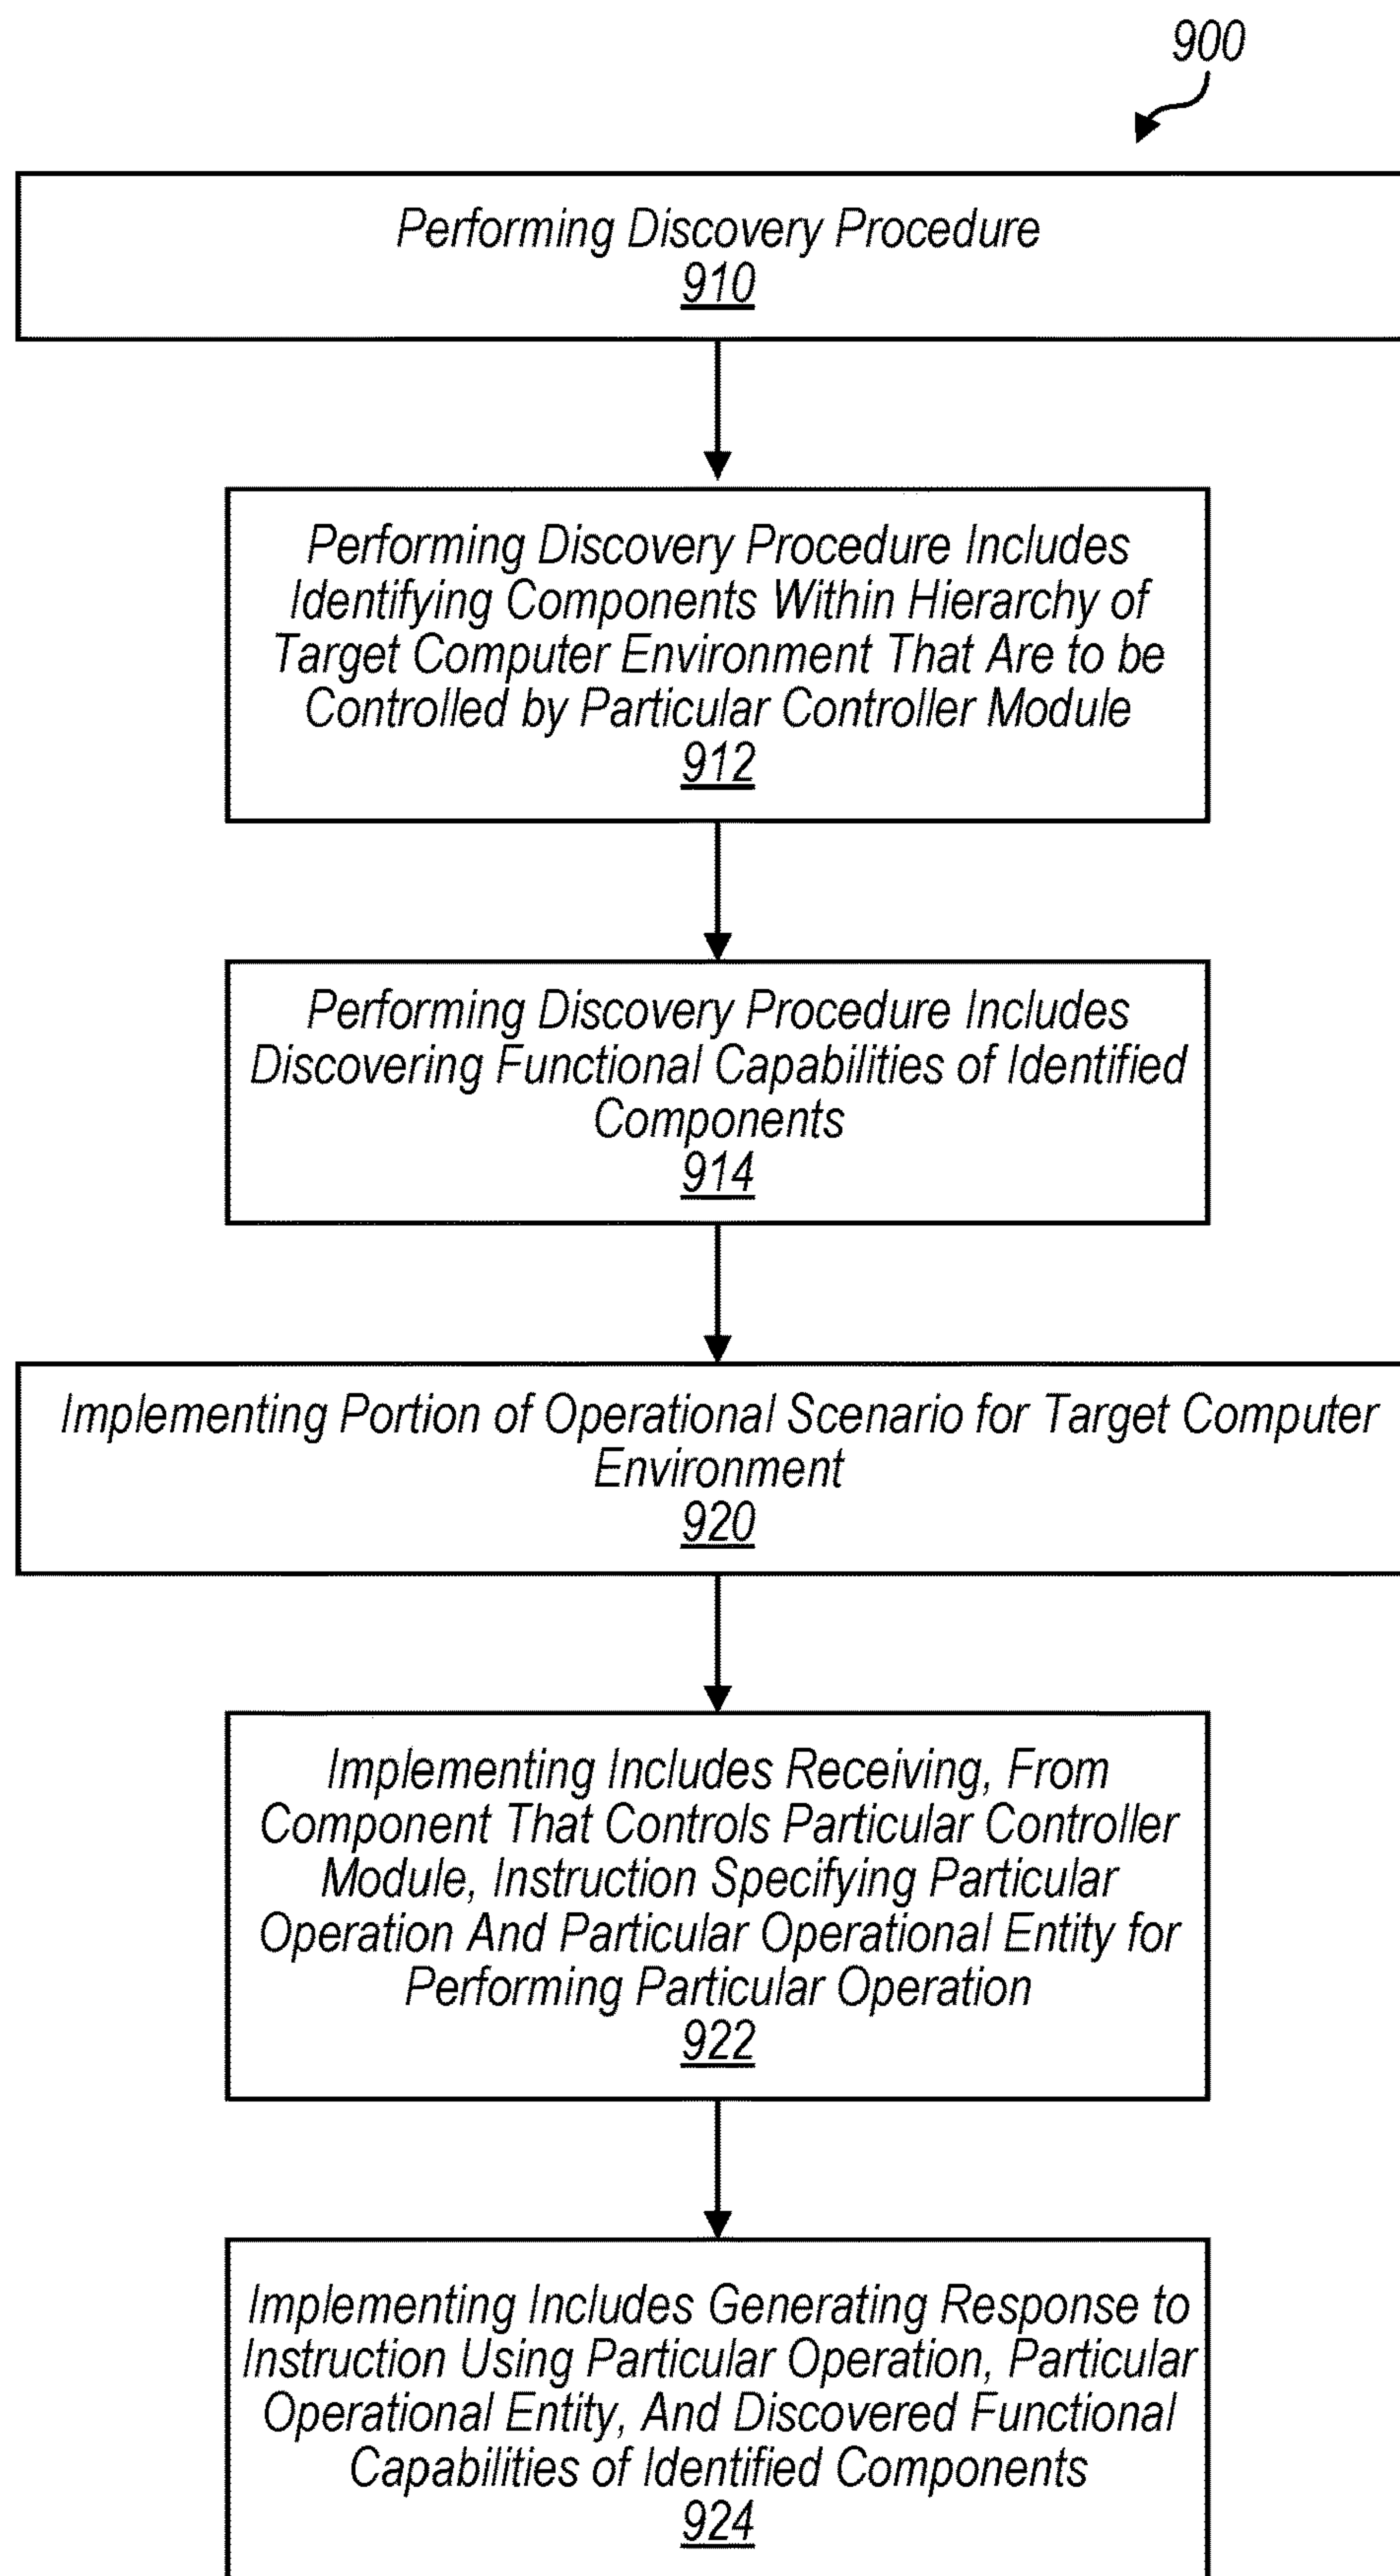 900
Performing Discovery Procedure
910
Performing Discovery Procedure Includes
Identifying Components Within Hierarchy of
Target Computer Environment That Are to be
Controlled by Particular Controller Module
912
Performing Discovery Procedure Includes
Discovering Functional Capabilities of Identified
Components
914
Implementing Portion of Operational Scenario for Target Computer
Environment
920
Implementing Includes Receiving, From
Component That Controls Particular Controller
Module, Instruction Specifying Particular
Operation And Particular Operational Entity for
Performing Particular Operation
922
Implementing Includes Generating Response to
Instruction Using Particular Operation, Particular
Operational Entity, And Discovered Functional
Capabilities of Identified Components
924